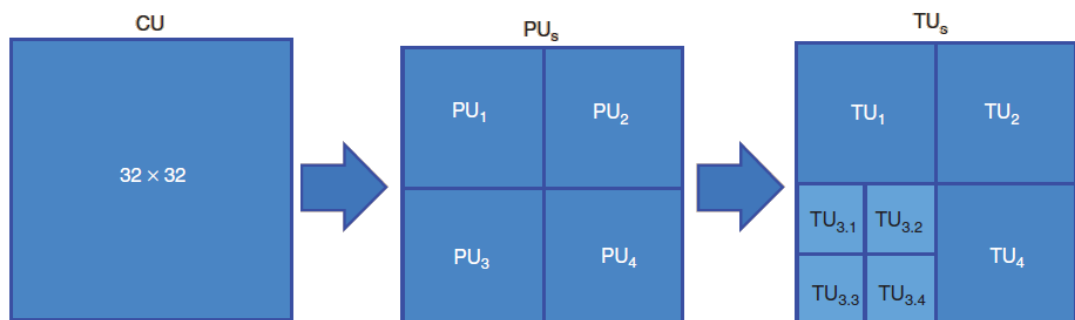 CU
32 × 32
PUs
PU1
PU2
PU3
PU4
TUs
TU1
TU2
TU3.1
TU3.2
TU3.3
TU3.4
TU4